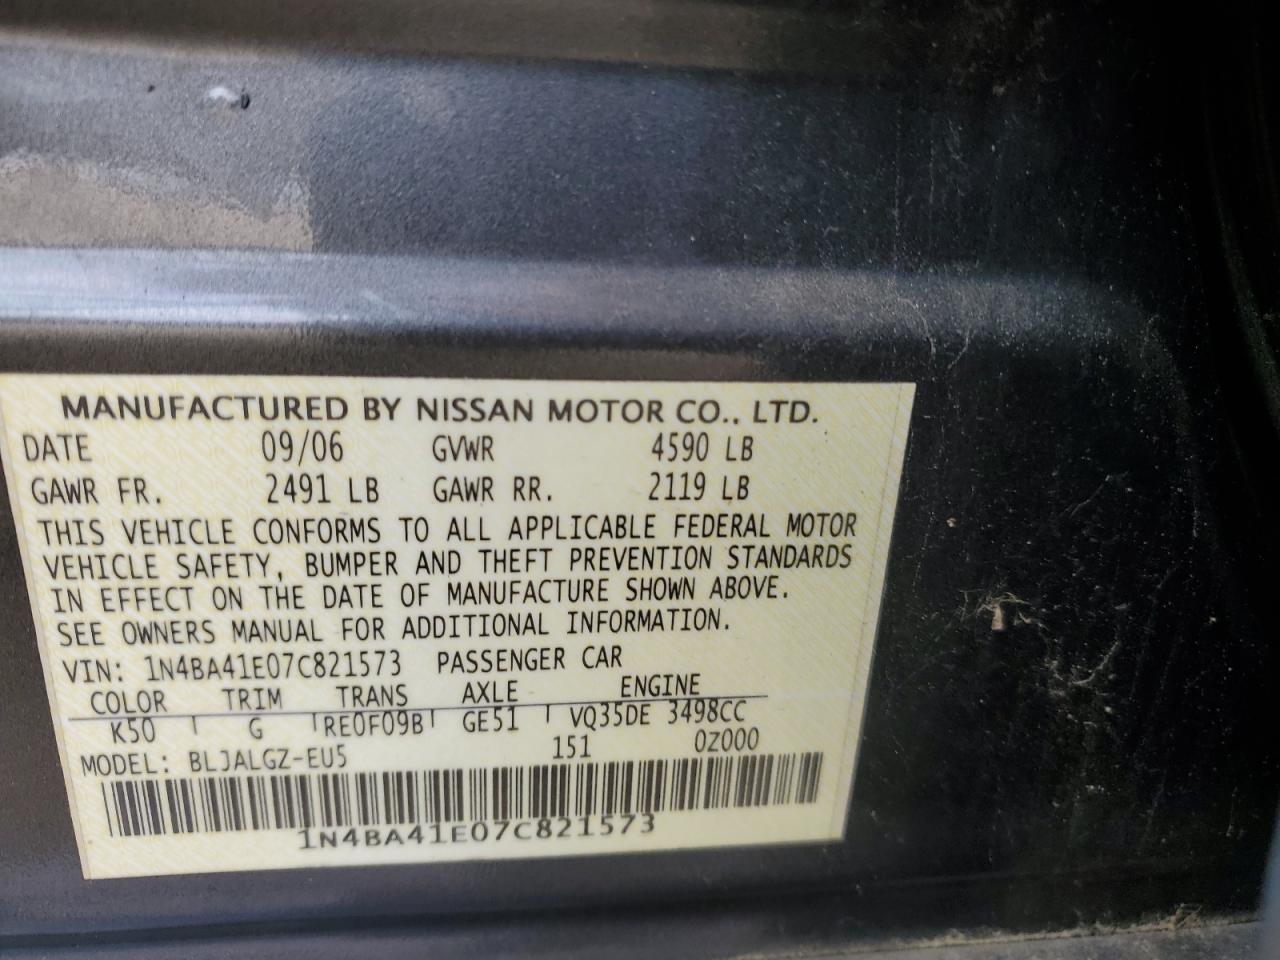 MANUFACTURED BY NISSAN MOTOR CO., LTD.
DATE 09/06 GVWR 4590 LB
GAWR FR. 2491 LB GAWR RR. 2119 LB
THIS VEHICLE CONFORMS TO ALL APPLICABLE FEDERAL MOTOR
VEHICLE SAFETY, BUMPER AND THEFT PREVENTION STANDARDS
IN EFFECT ON THE DATE OF MANUFACTURE SHOWN ABOVE.
SEE OWNERS MANUAL FOR ADDITIONAL INFORMATION.
VIN: 1N4BA41E07C821573 PASSENGER CAR
COLOR TRIM TRANS AXLE ENGINE
K50 G RE0F09B GE51 VQ35DE 3498CC
MODEL: BLJALGZ-EU5 151 0Z000
1N4BA41E07C821573